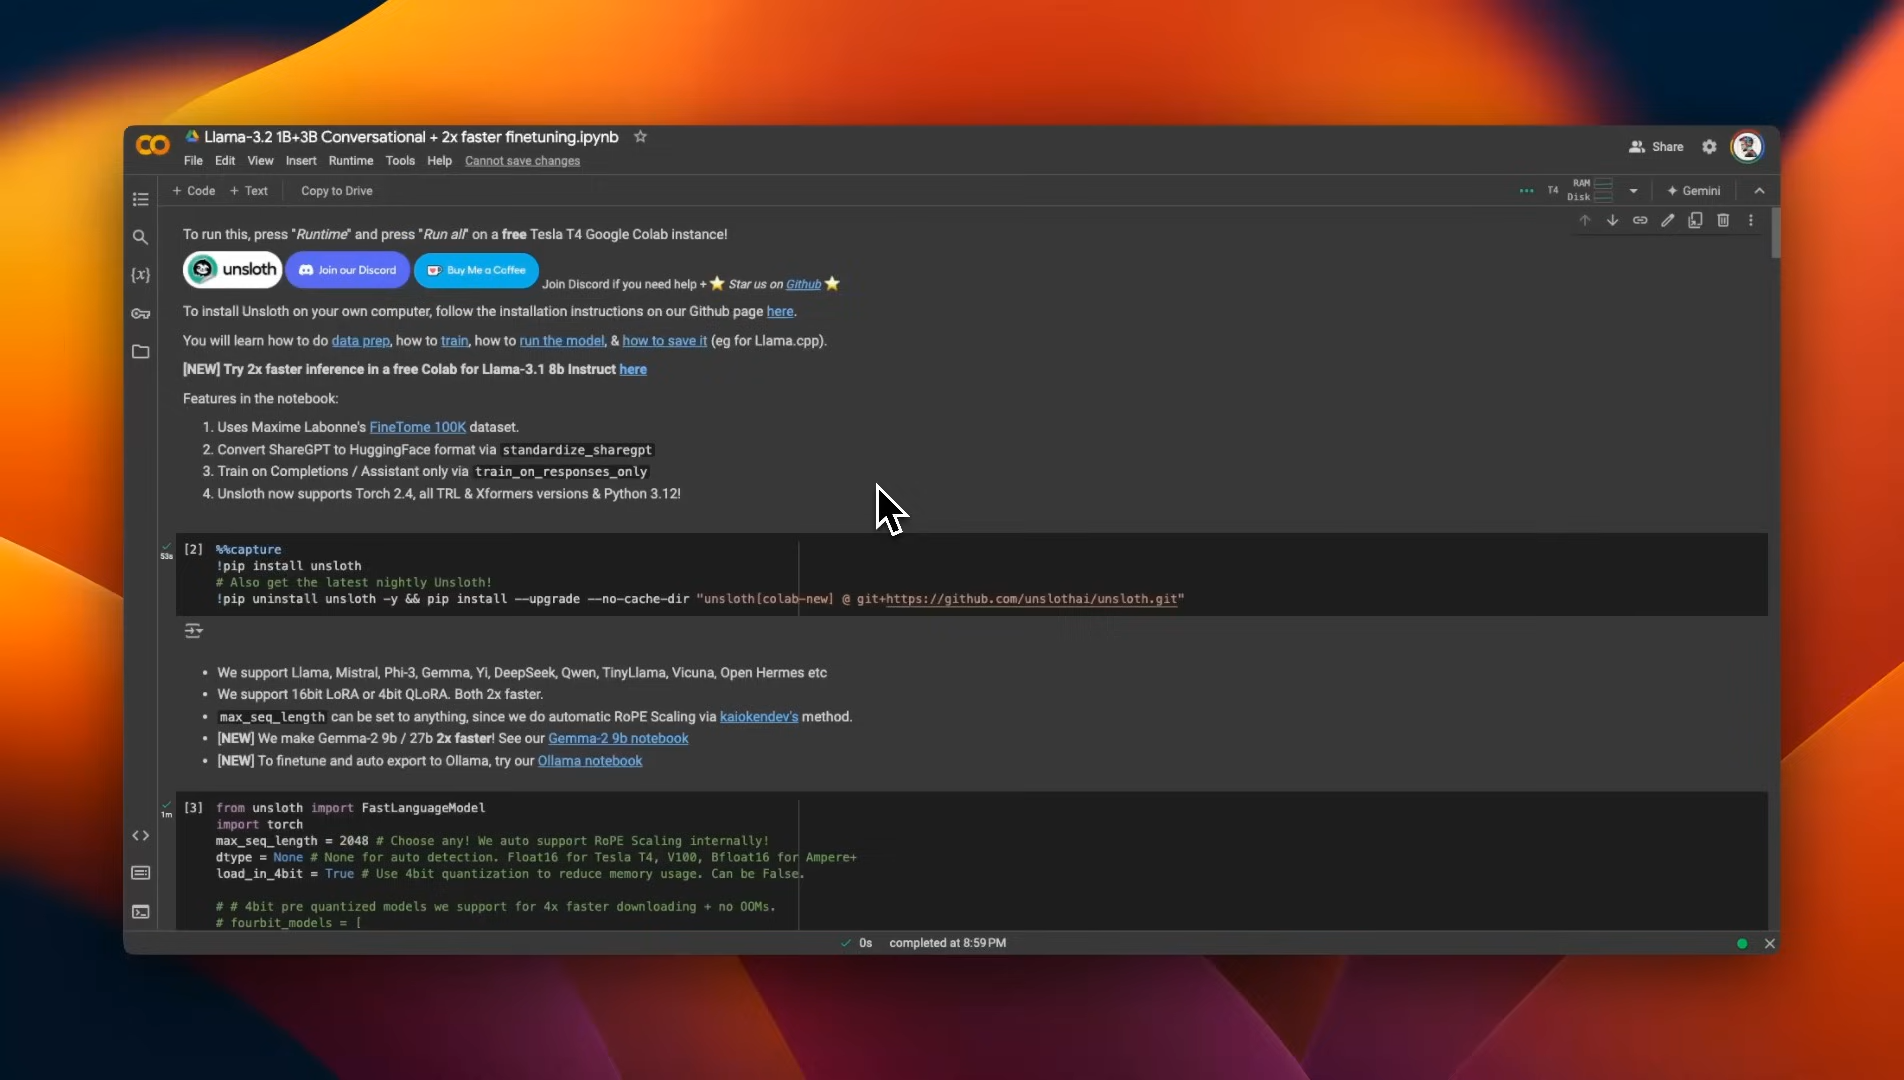 Llama-3.2 1B+3B Conversational + 2x faster finetuning.ipynb
File Edit View Insert Runtime Tools Help Cannot save changes
Share
+ Code + Text Copy to Drive
T4 RAM Disk Gemini
To run this, press "Runtime" and press "Run all" on a free Tesla T4 Google Colab instance!
unsloth Join our Discord Buy Me a Coffee Join Discord if you need help + ⭐ Star us on Github ⭐
To install Unsloth on your own computer, follow the installation instructions on our Github page here.
You will learn how to do data prep, how to train, how to run the model, & how to save it (eg for Llama.cpp).
[NEW] Try 2x faster inference in a free Colab for Llama-3.1 8b Instruct here
Features in the notebook:
1. Uses Maxime Labonne's FineTome 100K dataset.
2. Convert ShareGPT to HuggingFace format via standardize_sharegpt
3. Train on Completions / Assistant only via train_on_responses_only
4. Unsloth now supports Torch 2.4, all TRL & Xformers versions & Python 3.12!
53s
[2] %%capture
!pip install unsloth
# Also get the latest nightly Unsloth!
!pip uninstall unsloth -y && pip install --upgrade --no-cache-dir "unsloth[colab-new] @ git+https://github.com/unslothai/unsloth.git"
• We support Llama, Mistral, Phi-3, Gemma, Yi, DeepSeek, Qwen, TinyLlama, Vicuna, Open Hermes etc
• We support 16bit LoRA or 4bit QLoRA. Both 2x faster.
• max_seq_length can be set to anything, since we do automatic RoPE Scaling via kaiokendev's method.
• [NEW] We make Gemma-2 9b / 27b 2x faster! See our Gemma-2 9b notebook
• [NEW] To finetune and auto export to Ollama, try our Ollama notebook
1m
[3] from unsloth import FastLanguageModel
import torch
max_seq_length = 2048 # Choose any! We auto support RoPE Scaling internally!
dtype = None # None for auto detection. Float16 for Tesla T4, V100, Bfloat16 for Ampere+
load_in_4bit = True # Use 4bit quantization to reduce memory usage. Can be False.
# # 4bit pre quantized models we support for 4x faster downloading + no OOMs.
# fourbit_models = [
0s completed at 8:59 PM